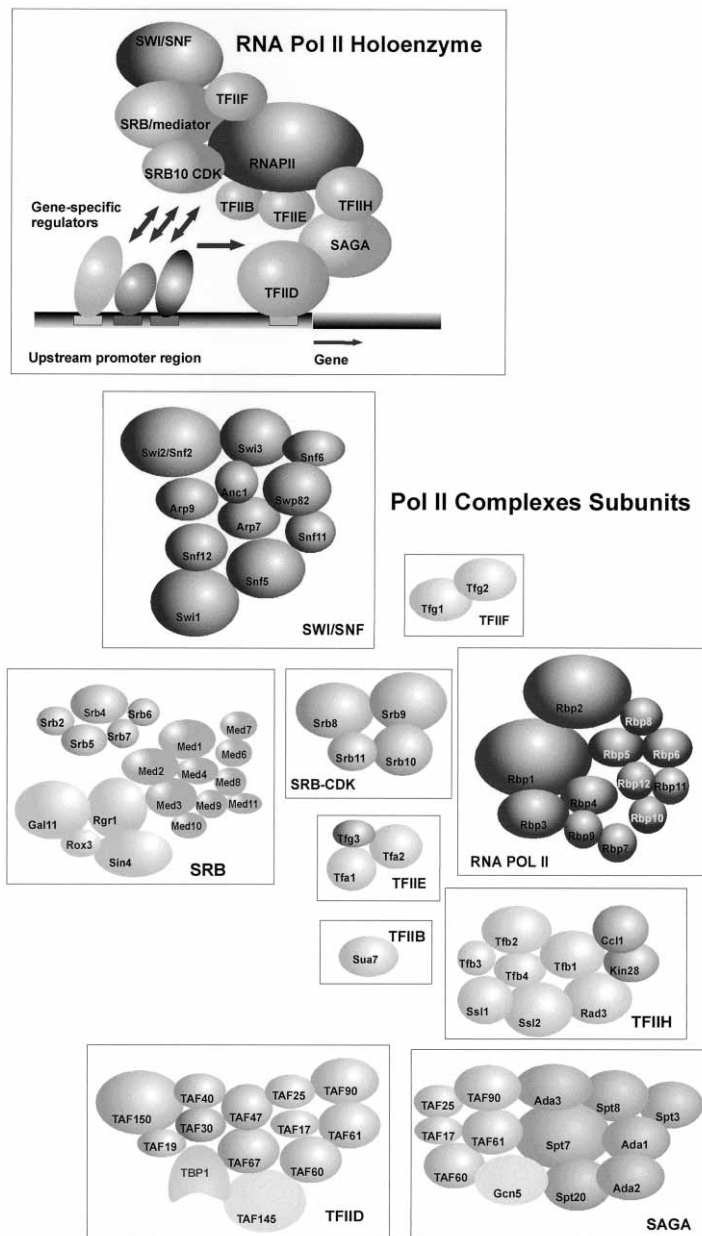 RNA Pol II Holoenzyme
SWI/SNF
TFIIF
SRB/mediator
RNAPII
SRB10 CDK
TFIIB
TFIIE
TFIIH
Gene-specific
regulators
SAGA
TFIID
Upstream promoter region
Gene
Pol II Complexes Subunits
Swi2/Snf2
Swi3
Snf6
Anc1
Swp82
Arp9
Arp7
Snf11
Snf12
Snf5
Swi1
SWI/SNF
Tfg2
Tfg1
TFIIF
Srb4
Srb6
Srb2
Srb7
Srb5
Med7
Med1
Med6
Med2
Med4
Med8
Med3
Med9
Med11
Med10
Gal11
Rgr1
Rox3
Sin4
SRB
Srb8
Srb9
Srb11
Srb10
SRB-CDK
Rbp2
Rbp8
Rbp5
Rbp6
Rbp1
Rbp12
Rbp11
Rbp4
Rbp3
Rbp10
Rbp9
Rbp7
RNA POL II
Tfg3
Tfa2
Tfa1
TFIIE
TFIIB
Sua7
Tfb2
Ccl1
Tfb3
Tfb4
Tfb1
Kin28
Ssl1
Ssl2
Rad3
TFIIH
TAF40
TAF25
TAF90
TAF150
TAF47
TAF30
TAF17
TAF61
TAF19
TAF67
TAF60
TBP1
TAF145
TFIID
TAF25
TAF90
Ada3
Spt8
Spt3
TAF17
TAF61
Spt7
Ada1
TAF60
Gcn5
Spt20
Ada2
SAGA